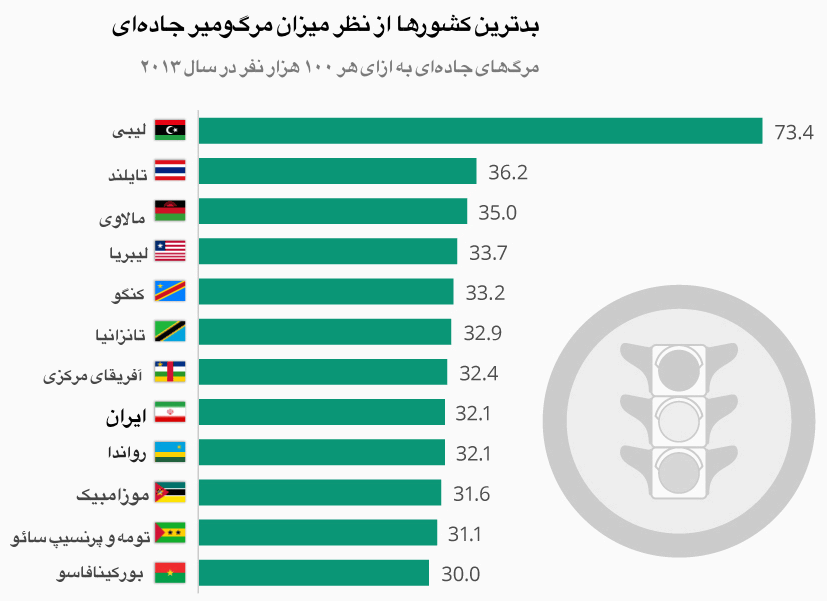 بدترین کشورها از نظر میزان مرگ‌ومیر جاده‌ای
مرگ‌های جاده‌ای به ازای هر ۱۰۰ هزار نفر در سال ۲۰۱۳
لیبی 73.4
تایلند 36.2
مالاوی 35.0
لیبریا 33.7
کنگو 33.2
تانزانیا 32.9
آفریقای مرکزی 32.4
ایران 32.1
رواندا 32.1
موزامبیک 31.6
تومه و پرنسیپ سائو 31.1
بورکینافاسو 30.0